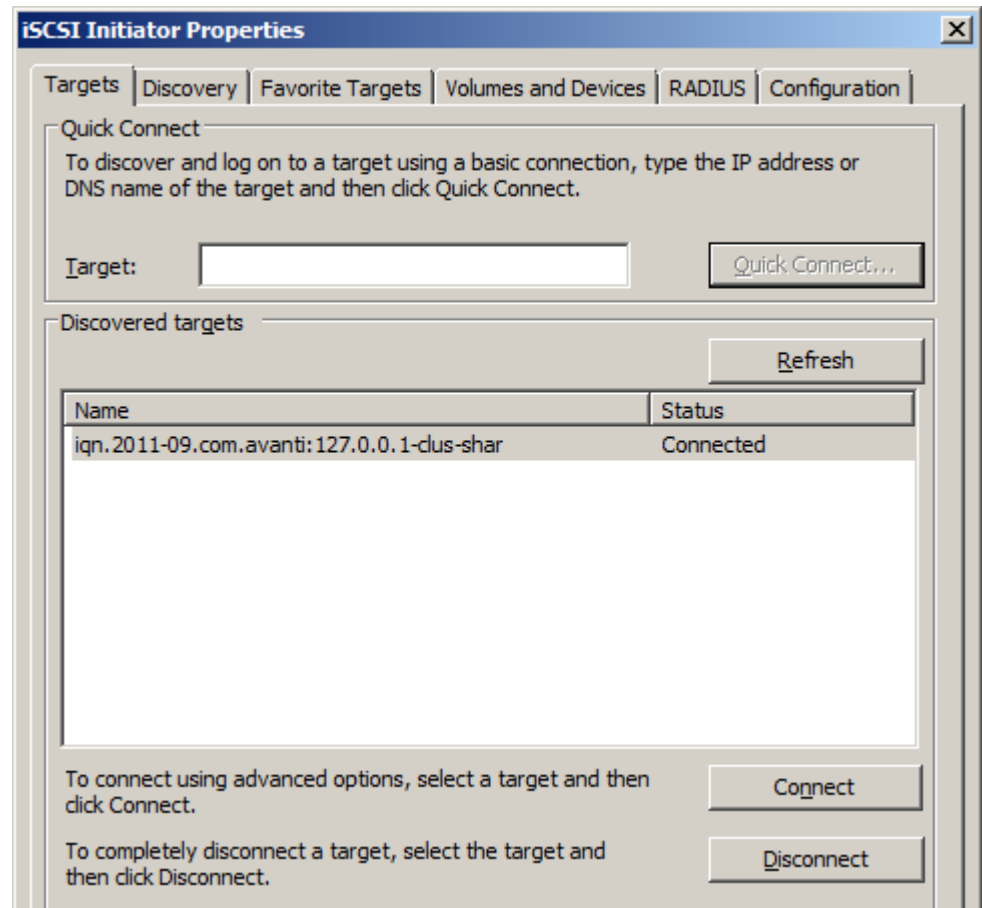 iSCSI Initiator Properties
Targets Discovery Favorite Targets Volumes and Devices RADIUS Configuration
Quick Connect
To discover and log on to a target using a basic connection, type the IP address or
DNS name of the target and then click Quick Connect.
Target:
Quick Connect...
Discovered targets
Refresh
Name Status
iqn.2011-09.com.avanti:127.0.0.1-clus-shar Connected
To connect using advanced options, select a target and then
click Connect.
Connect
To completely disconnect a target, select the target and
then click Disconnect.
Disconnect